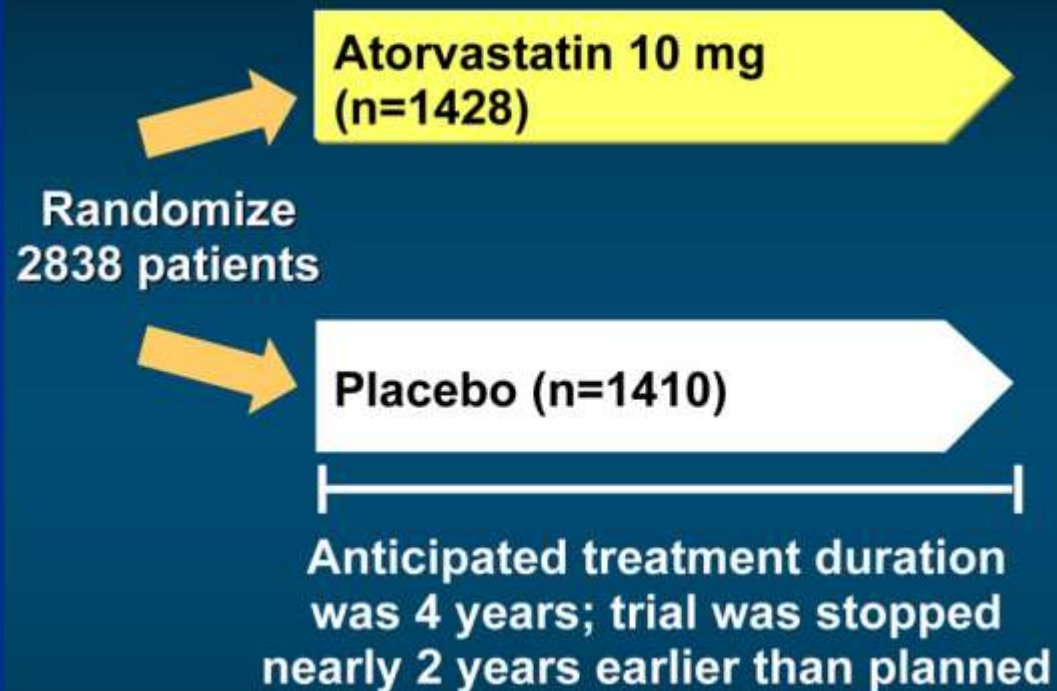 Atorvastatin 10 mg
(n=1428)
Randomize
2838 patients
Placebo (n=1410)
Anticipated treatment duration
was 4 years; trial was stopped
nearly 2 years earlier than planned